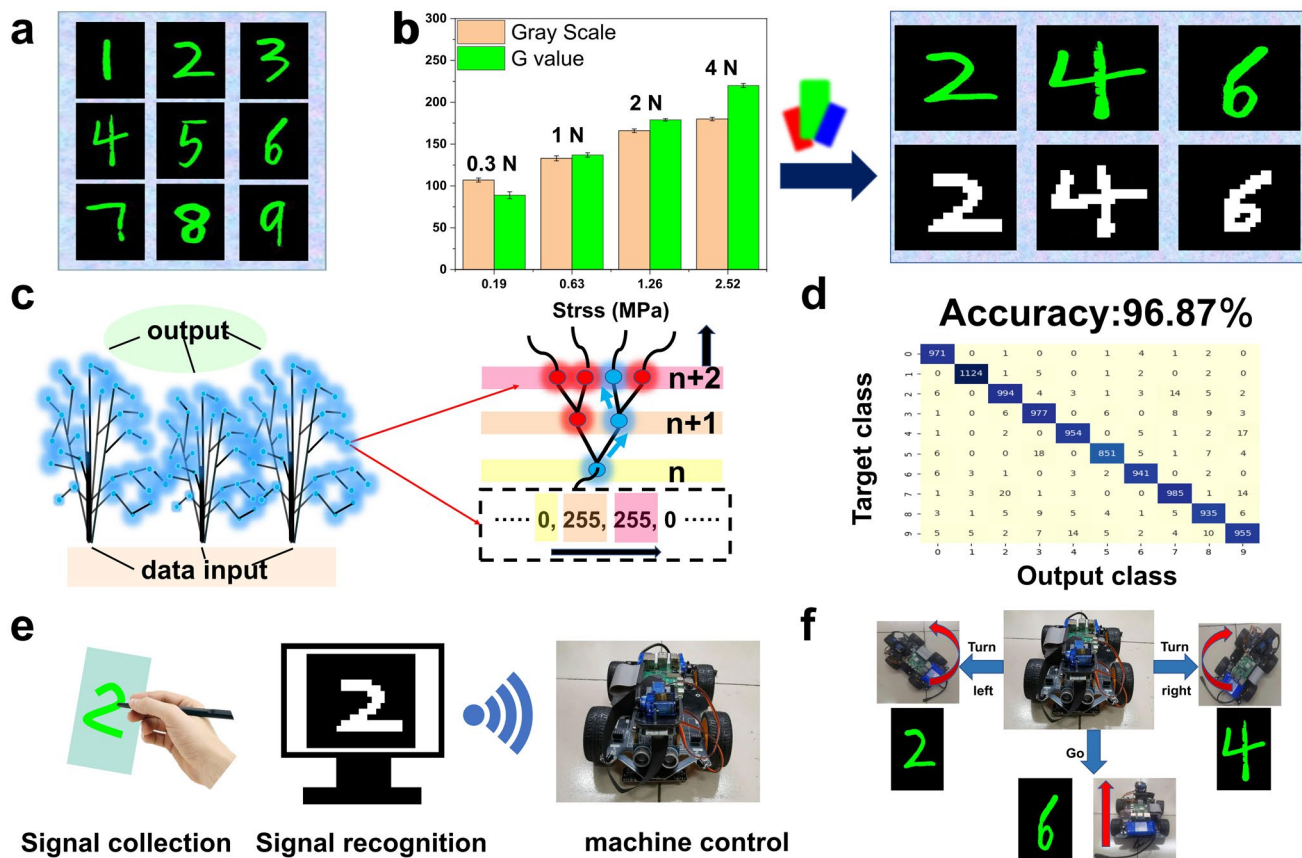 a
1 2 3
4 5 6
7 8 9
b
300
250
200
150
100
50
0
Gray Scale
G value
0.3 N
1 N
2 N
4 N
0.19 0.63 1.26 2.52
Strss (MPa)
2 4 6
2 4 6
c
output
data input
n+2
n+1
n
······ 0, 255, 255, 0 ······
d
Accuracy:96.87%
Target class
0 971 0 1 0 0 1 4 1 2 0
1 0 1124 1 5 0 1 2 0 2 0
2 6 0 994 4 3 1 3 14 5 2
3 1 0 6 977 0 6 0 8 9 3
4 1 0 2 0 954 0 5 1 2 17
5 6 0 0 18 0 851 5 1 7 4
6 6 3 1 0 3 2 941 0 2 0
7 1 3 20 1 3 0 0 985 1 14
8 3 1 5 9 5 4 1 5 935 6
9 5 5 2 7 14 5 2 4 10 955
0 1 2 3 4 5 6 7 8 9
Output class
e
2
2
Signal collection
Signal recognition
machine control
f
Turn
left
Turn
right
Go
2
4
6